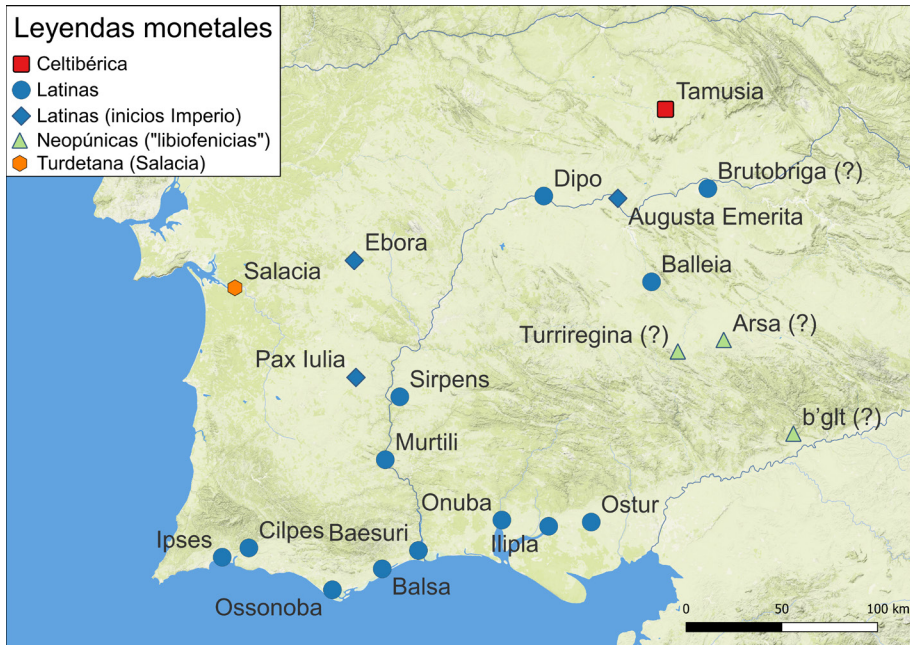 Leyendas monetales
Celtibérica
Latinas
Latinas (inicios Imperio)
Neopúnicas ("libiofenicias")
Turdetana (Salacia)
Tamusia
Dipo
Brutobriga (?)
Augusta Emerita
Ebora
Salacia
Balleia
Turriregina (?)
Arsa (?)
Pax Iulia
Sirpens
b'glt (?)
Murtili
Onuba
Ostur
Ilipla
Ipses
Cilpes
Baesuri
Balsa
Ossonoba
0 50 100 km